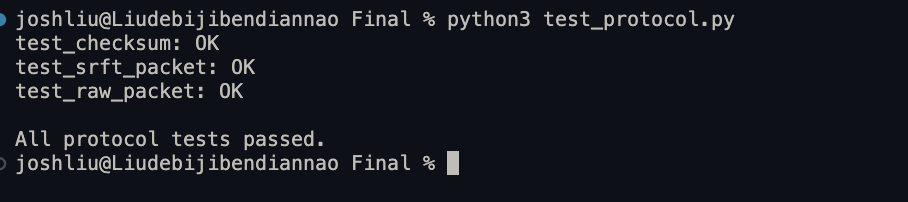 joshliu@Liudebijibendiannao Final % python3 test_protocol.py
test_checksum: OK
test_srft_packet: OK
test_raw_packet: OK
All protocol tests passed.
joshliu@Liudebijibendiannao Final %